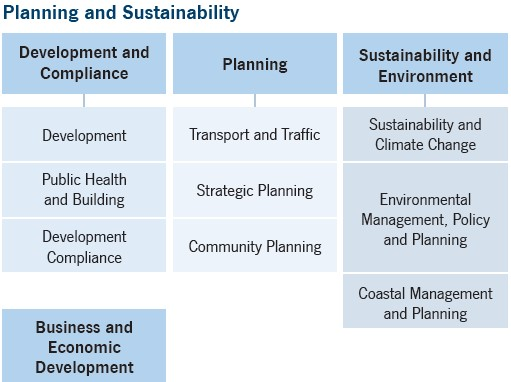 Planning and Sustainability
Development and
Compliance
Development
Public Health
and Building
Development
Compliance
Planning
Transport and Traffic
Strategic Planning
Community Planning
Sustainability and
Environment
Sustainability and
Climate Change
Environmental
Management, Policy
and Planning
Coastal Management
and Planning
Business and
Economic
Development